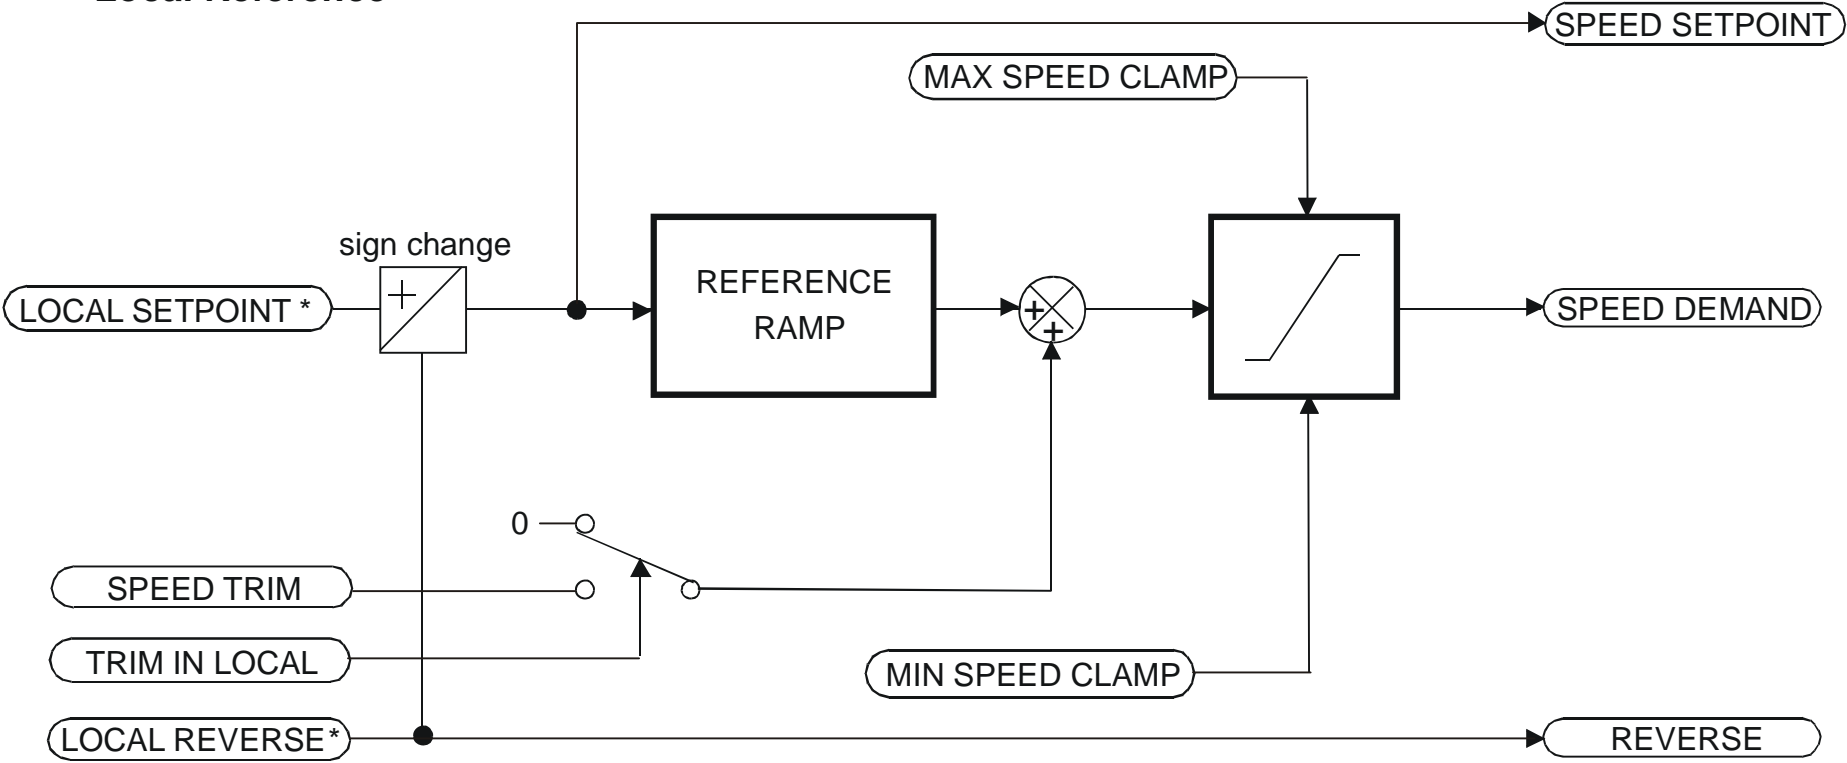 SPEED SETPOINT
MAX SPEED CLAMP
sign change
LOCAL SETPOINT *
REFERENCE
RAMP
+
+
SPEED DEMAND
0
SPEED TRIM
TRIM IN LOCAL
MIN SPEED CLAMP
LOCAL REVERSE*
REVERSE